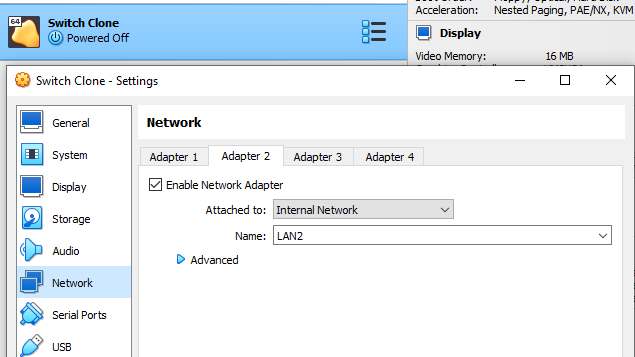 64
Switch Clone
Powered Off
Acceleration: Nested Paging, PAE/NX, KVM
Display
Video Memory: 16 MB
Switch Clone - Settings
General
System
Display
Storage
Audio
Network
Serial Ports
USB
Network
Adapter 1 Adapter 2 Adapter 3 Adapter 4
Enable Network Adapter
Attached to: Internal Network
Name: LAN2
Advanced